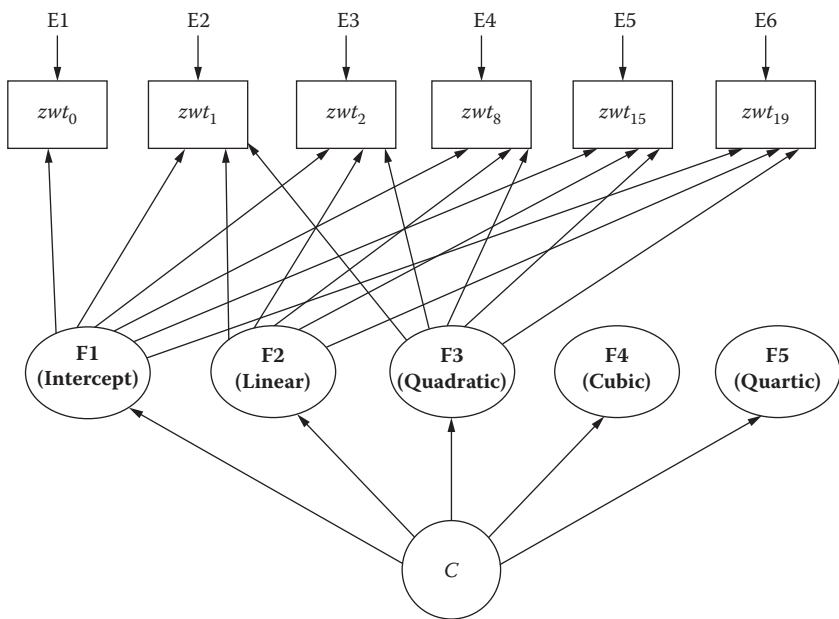 E1 E2 E3 E4 E5 E6
zwt₀ zwt₁ zwt₂ zwt₈ zwt₁₅ zwt₁₉
F1 F2 F3 F4 F5
(Intercept) (Linear) (Quadratic) (Cubic) (Quartic)
C